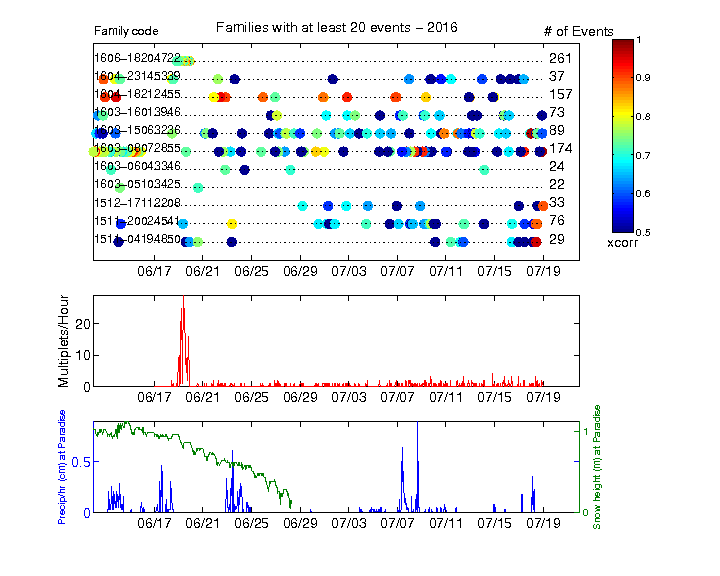 Families with at least 20 events – 2016
Family code
# of Events
1606–18204722 261
1604–23145339 37
1604–18212455 157
1603–16013946 73
1603–15063236 89
1603–08072855 174
1603–06043346 24
1603–05103425 22
1512–17112208 33
1511–20024541 76
1511–04194850 29
06/17 06/21 06/25 06/29 07/03 07/07 07/11 07/15 07/19
1
0.9
0.8
0.7
0.6
0.5
xcorr
Multiplets/Hour
20
10
0
06/17 06/21 06/25 06/29 07/03 07/07 07/11 07/15 07/19
Precip/hr (cm) at Paradise
0.5
0
1
0
Snow height (m) at Paradise
06/17 06/21 06/25 06/29 07/03 07/07 07/11 07/15 07/19